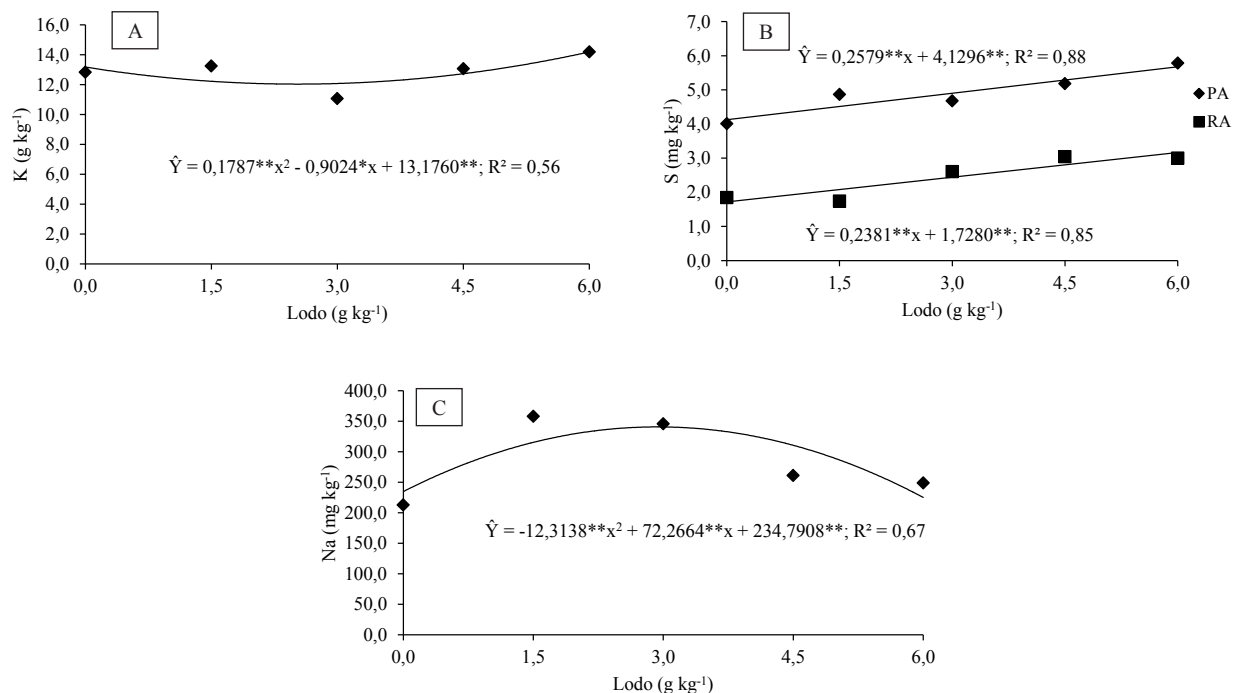 A
K (g kg⁻¹)
16,0
14,0
12,0
10,0
8,0
6,0
4,0
2,0
0,0
Ŷ = 0,1787**x² - 0,9024*x + 13,1760**; R² = 0,56
0,0 1,5 3,0 4,5 6,0
Lodo (g kg⁻¹)
B
S (mg kg⁻¹)
7,0
6,0
5,0
4,0
3,0
2,0
1,0
0,0
Ŷ = 0,2579**x + 4,1296**; R² = 0,88
PA
RA
Ŷ = 0,2381**x + 1,7280**; R² = 0,85
0,0 1,5 3,0 4,5 6,0
Lodo (g kg⁻¹)
C
Na (mg kg⁻¹)
400,0
350,0
300,0
250,0
200,0
150,0
100,0
50,0
0,0
Ŷ = -12,3138**x² + 72,2664**x + 234,7908**; R² = 0,67
0,0 1,5 3,0 4,5 6,0
Lodo (g kg⁻¹)